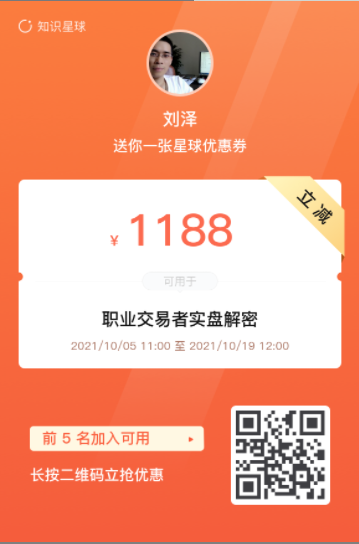 知识星球
刘泽
送你一张星球优惠券
立减
¥ 1188
可用于
职业交易者实盘解密
2021/10/05 11:00 至 2021/10/19 12:00
前 5 名加入可用
长按二维码立抢优惠